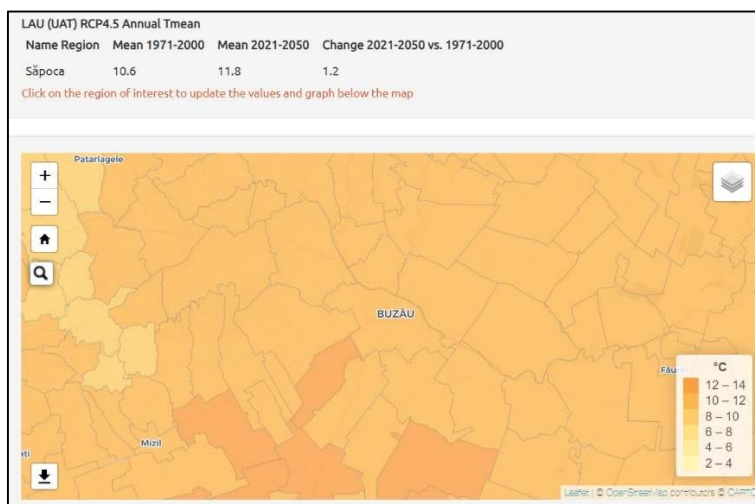 LAU (UAT) RCP4.5 Annual Tmean
Name Region Mean 1971-2000 Mean 2021-2050 Change 2021-2050 vs. 1971-2000
Săpoca 10.6 11.8 1.2
Click on the region of interest to update the values and graph below the map
Patarlagele
+
−
BUZĂU
°C
12 – 14
10 – 12
8 – 10
6 – 8
4 – 6
2 – 4
Mizil
Leaflet | © OpenStreetMap contributors © CARTO